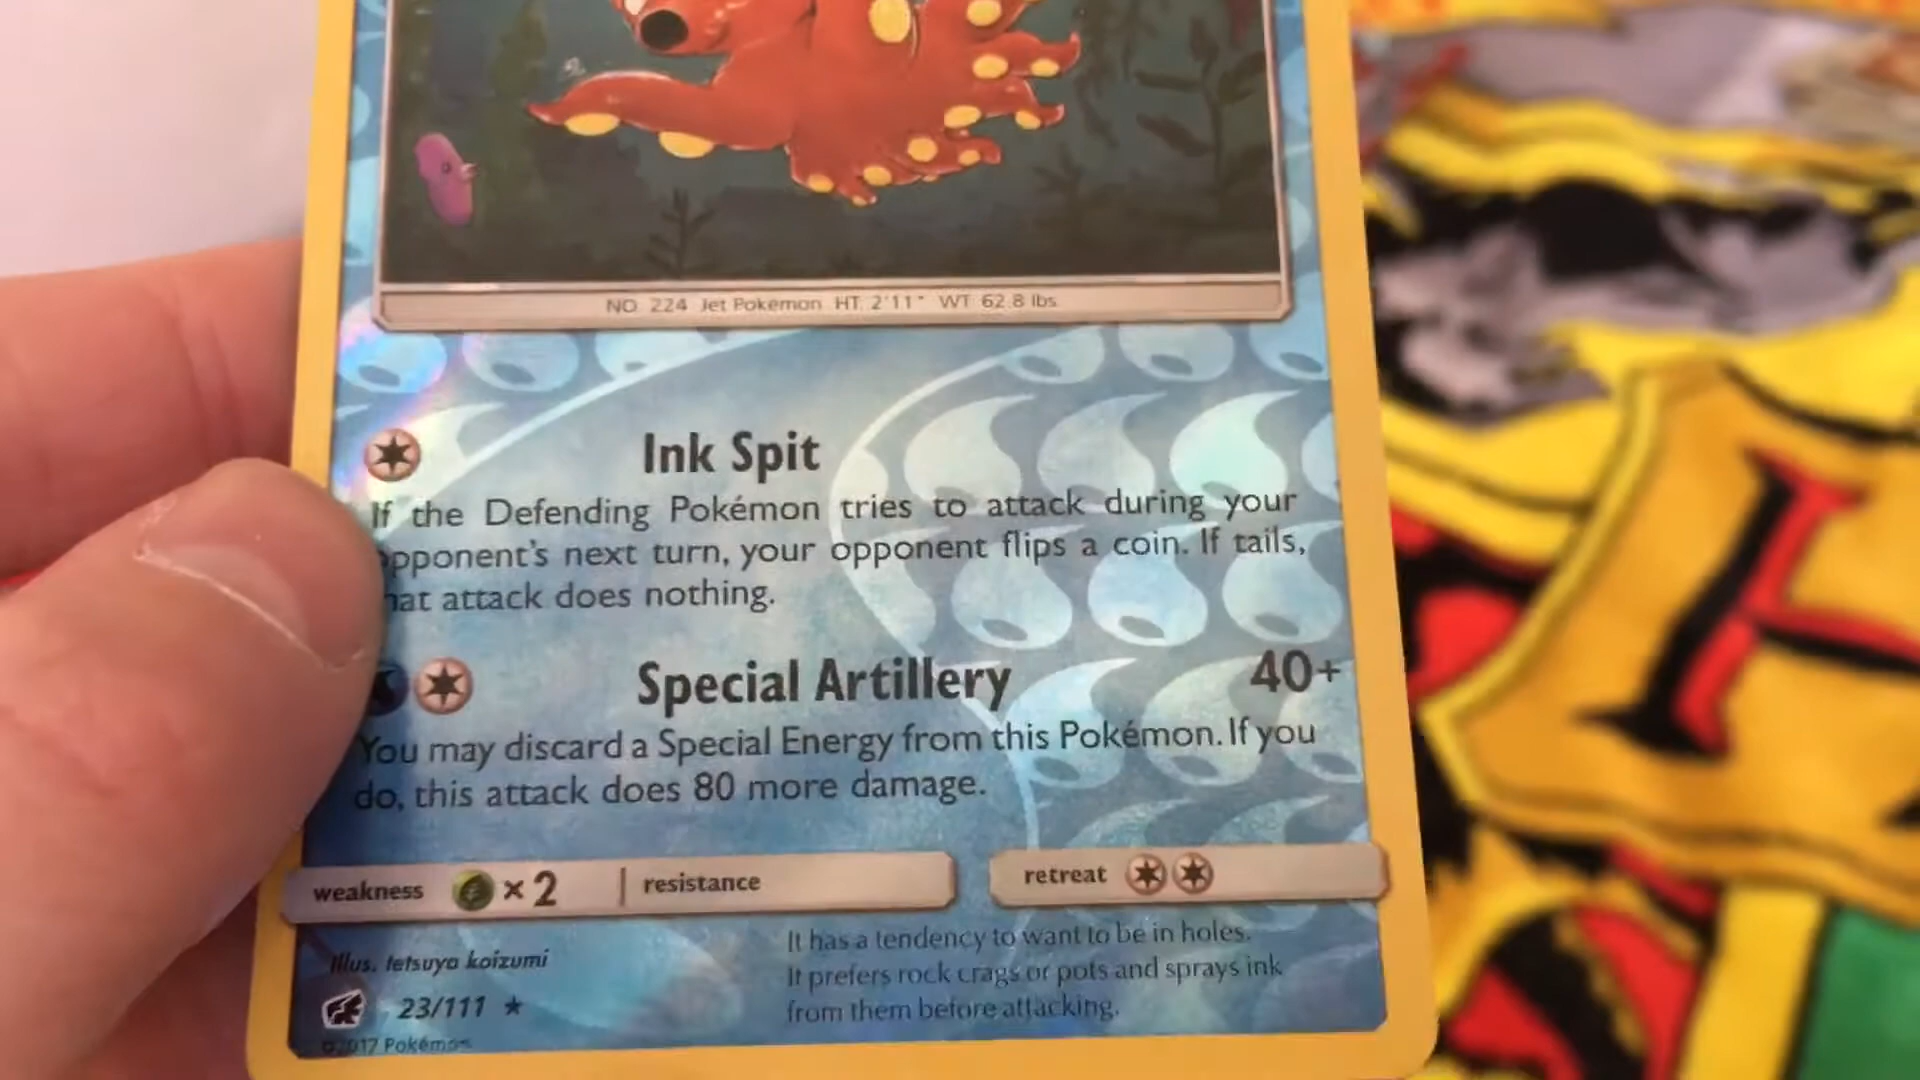 NO. 224 Jet Pokémon HT. 2'11" WT. 62.8 lbs.
Ink Spit
If the Defending Pokémon tries to attack during your
opponent's next turn, your opponent flips a coin. If tails,
hat attack does nothing.
Special Artillery 40+
You may discard a Special Energy from this Pokémon. If you
do, this attack does 80 more damage.
weakness ×2 resistance retreat
Illus. tetsuya koizumi
It has a tendency to want to be in holes.
It prefers rock crags or pots and sprays ink
from them before attacking.
23/111 ★
©2017 Pokémon